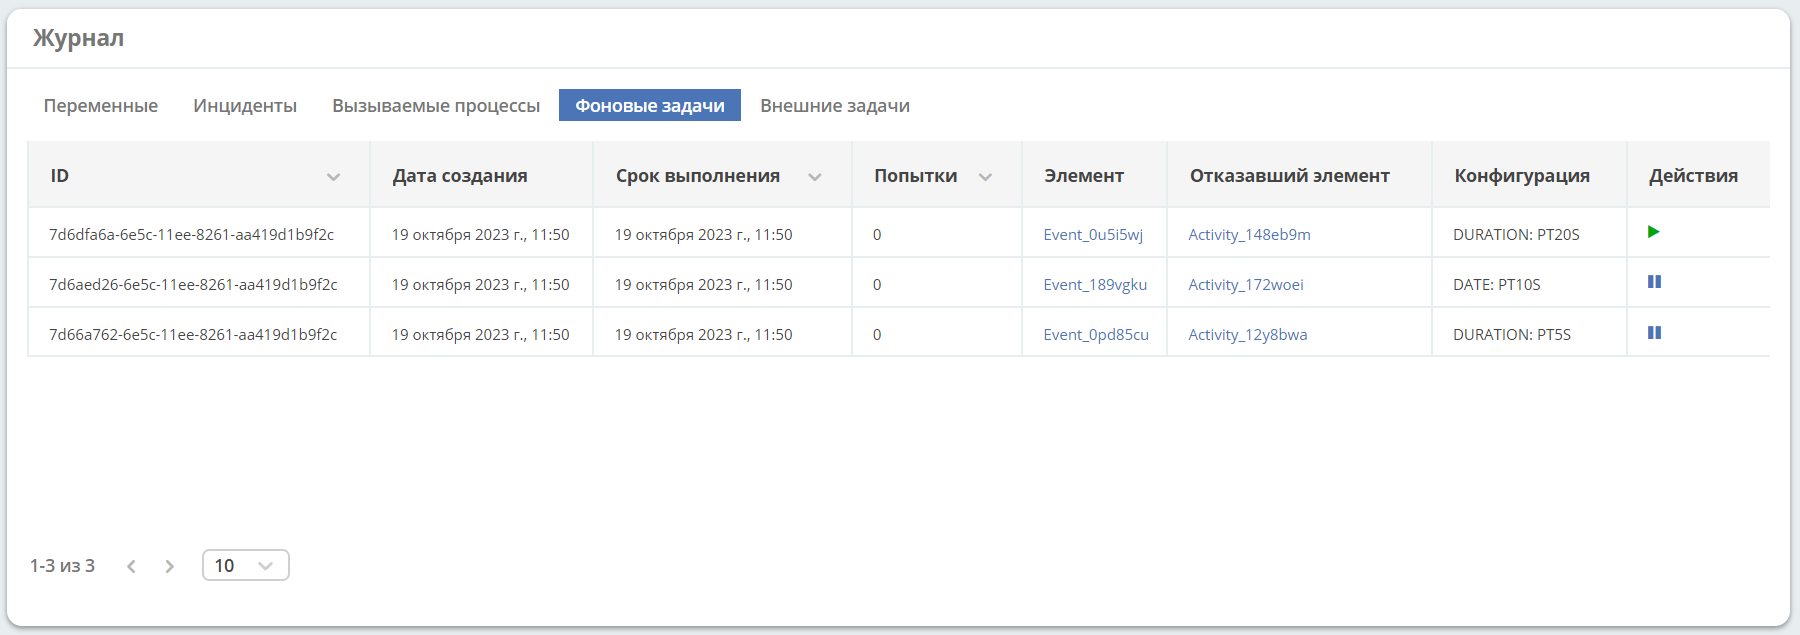 Журнал
Переменные Инциденты Вызываемые процессы Фоновые задачи Внешние задачи
ID Дата создания Срок выполнения Попытки Элемент Отказавший элемент Конфигурация Действия
7d6dfa6a-6e5c-11ee-8261-aa419d1b9f2c 19 октября 2023 г., 11:50 19 октября 2023 г., 11:50 0 Event_0u5i5wj Activity_148eb9m DURATION: PT20S
7d6aed26-6e5c-11ee-8261-aa419d1b9f2c 19 октября 2023 г., 11:50 19 октября 2023 г., 11:50 0 Event_189vgku Activity_172woei DATE: PT10S
7d66a762-6e5c-11ee-8261-aa419d1b9f2c 19 октября 2023 г., 11:50 19 октября 2023 г., 11:50 0 Event_0pd85cu Activity_12y8bwa DURATION: PT5S
1-3 из 3 10